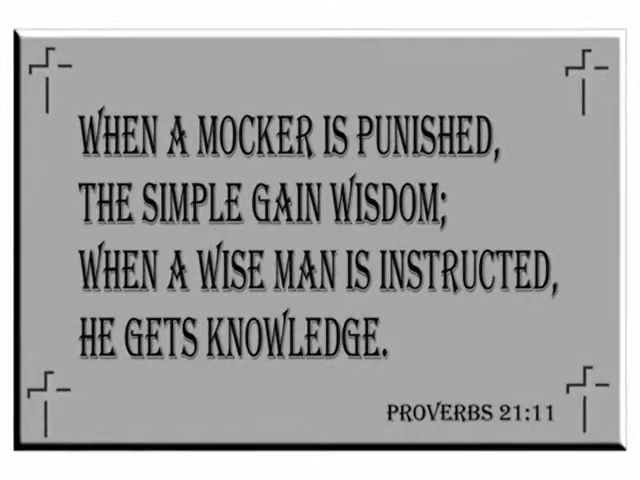 WHEN A MOCKER IS PUNISHED,
THE SIMPLE GAIN WISDOM;
WHEN A WISE MAN IS INSTRUCTED,
HE GETS KNOWLEDGE.
PROVERBS 21:11